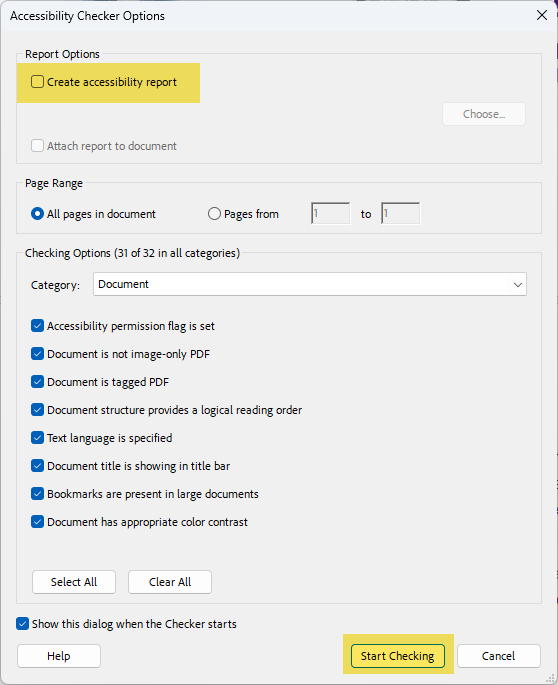 Accessibility Checker Options
Report Options
Create accessibility report
Choose...
Attach report to document
Page Range
All pages in document Pages from 1 to 1
Checking Options (31 of 32 in all categories)
Category: Document
Accessibility permission flag is set
Document is not image-only PDF
Document is tagged PDF
Document structure provides a logical reading order
Text language is specified
Document title is showing in title bar
Bookmarks are present in large documents
Document has appropriate color contrast
Select All Clear All
Show this dialog when the Checker starts
Help Start Checking Cancel